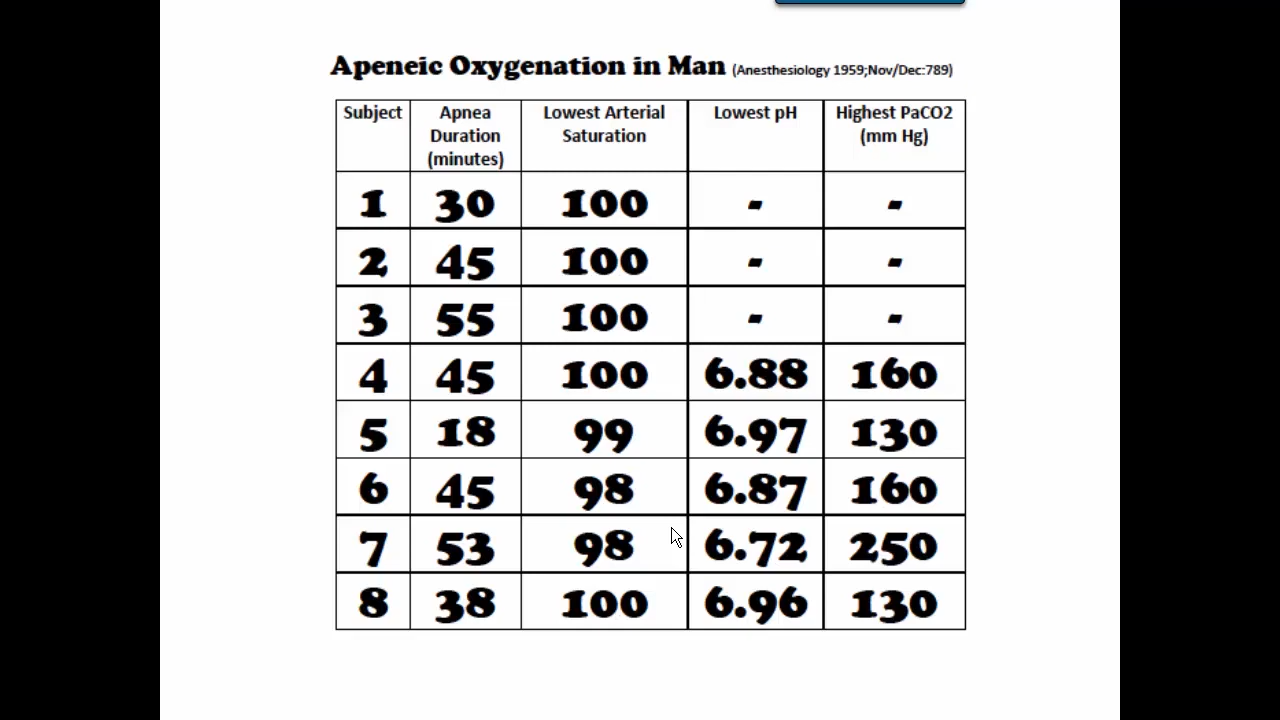 Apeneic Oxygenation in Man (Anesthesiology 1959;Nov/Dec:789)
Subject Apnea Duration (minutes) Lowest Arterial Saturation Lowest pH Highest PaCO2 (mm Hg)
1 30 100 - -
2 45 100 - -
3 55 100 - -
4 45 100 6.88 160
5 18 99 6.97 130
6 45 98 6.87 160
7 53 98 6.72 250
8 38 100 6.96 130